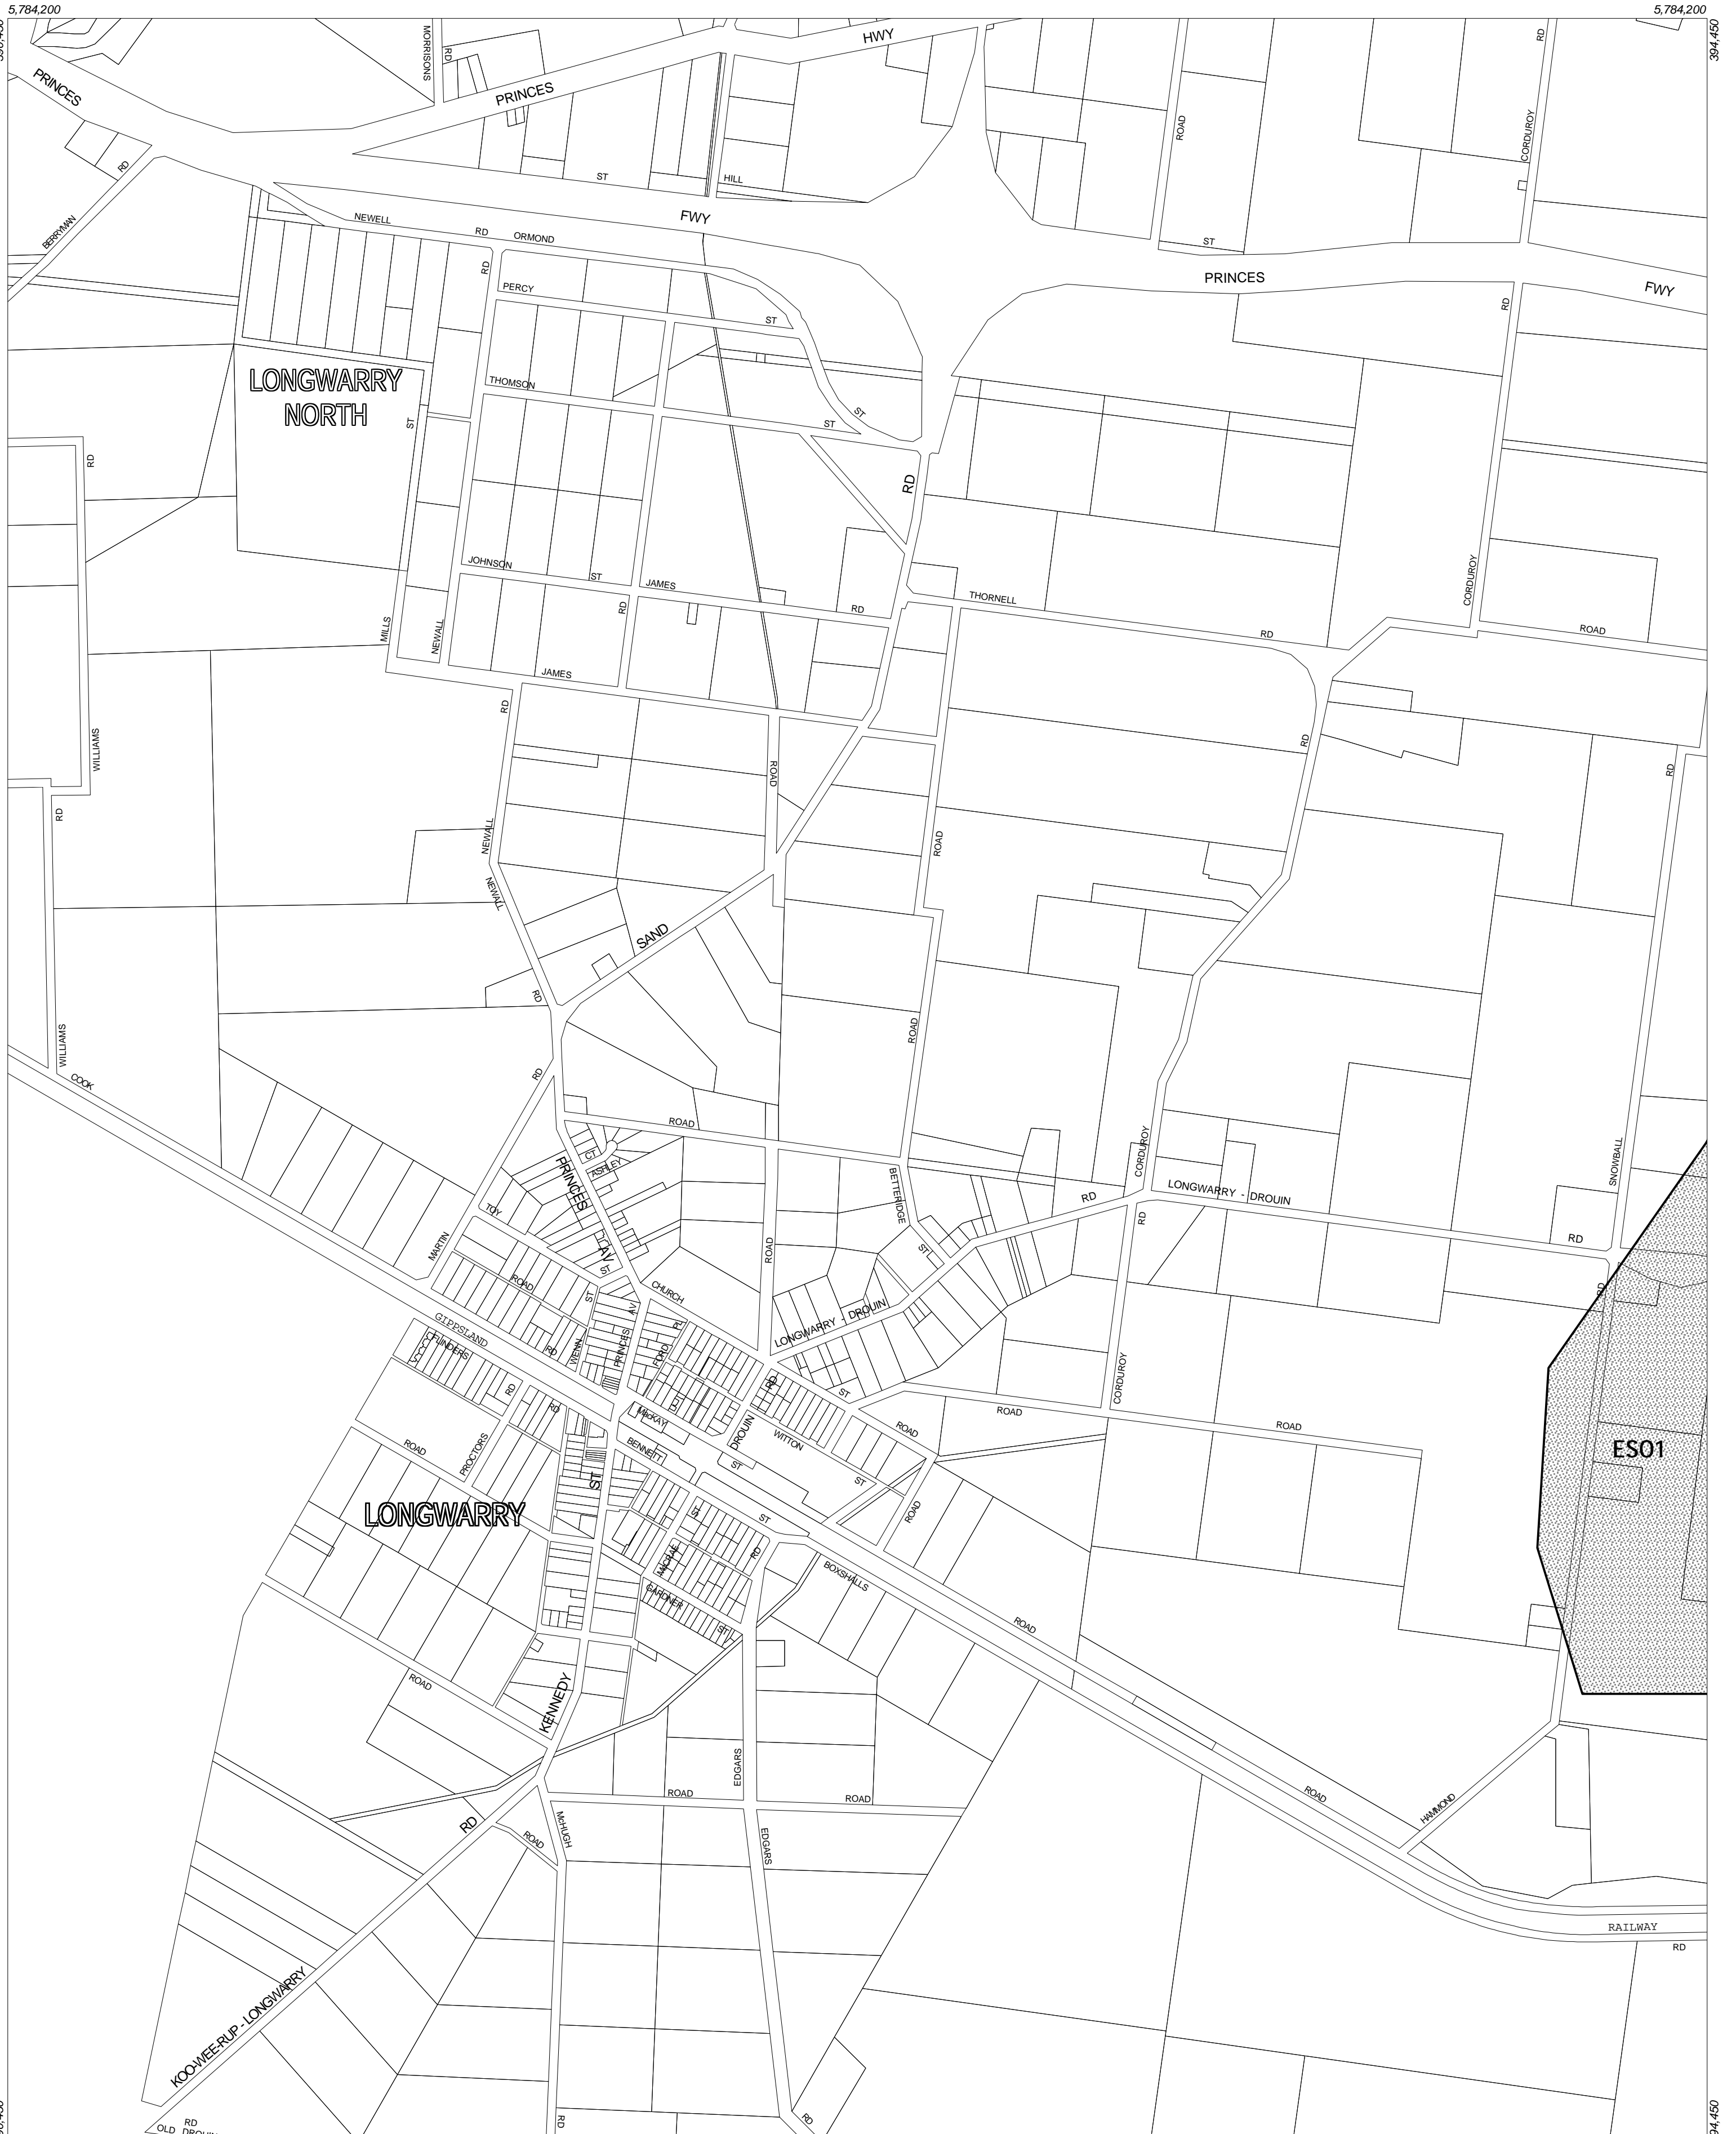 5,784,200
5,784,200
394,450
MORRISONS
RD
HWY
PRINCES
PRINCES
RD
CORDUROY
ROAD
RD
BERRYMAN
ST
HILL
FWY
NEWELL
RD
ORMOND
ST
PRINCES
FWY
RD
PERCY
ST
RD
LONGWARRY
NORTH
THOMSON
ST
ST
ST
RD
RD
JOHNSON
ST
JAMES
RD
RD
THORNELL
RD
CORDUROY
ROAD
MILLS
NEWALL
JAMES
RD
WILLIAMS
RD
ROAD
RD
RD
NEWALL
ROAD
NEWALL
SAND
RD
ROAD
WILLIAMS
COOK
RD
ROAD
CT
ASHLEY
PRINCES
AV
ST
TOY
MARTIN
ROAD
BETTERIDGE
ST
CORDUROY
RD
LONGWARRY - DROUIN
RD
SNOWBALL
RD
RD
ROAD
CHURCH
LONGWARRY - DROUIN
ST
WENN
AV
PRINCES
PL
FORD
GIPPSLAND
FLINDERS
RD
RD
RD
RD
ST
CORDUROY
ROAD
ROAD
ROAD
ES01
McKAY
DROUIN
WITTON
ST
ST
BENNETT
ROAD
PROCTORS
ST
LONGWARRY
ST
ST
ROAD
McCRAE
RD
GARDNER
ST
BOXSHALLS
ROAD
ROAD
KENNEDY
EDGARS
ROAD
ROAD
ROAD
HAMMOND
RD
ROAD
McHUGH
EDGARS
RAILWAY
RD
KOO-WEE-RUP - LONGWARRY
RD
OLD
RD
RD
94,450